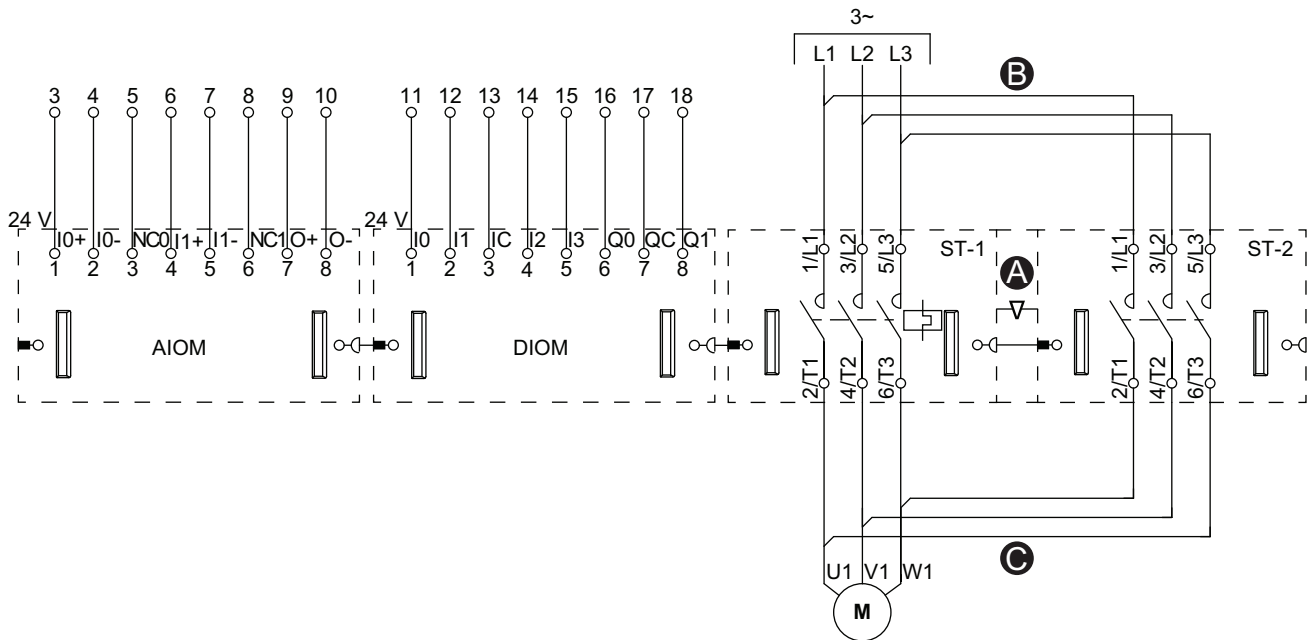 3~
L1 L2 L3
B
3 4 5 6 7 8 9 10
11 12 13 14 15 16 17 18
24 V
I0+ I0- NC0 I1+ I1- NC1 O+ O-
1 2 3 4 5 6 7 8
AIOM
24 V
I0 I1 IC I2 I3 Q0 QC Q1
1 2 3 4 5 6 7 8
DIOM
1/L1 3/L2 5/L3
ST-1
2/T1 4/T2 6/T3
A
1/L1 3/L2 5/L3
ST-2
2/T1 4/T2 6/T3
C
U1 V1 W1
M